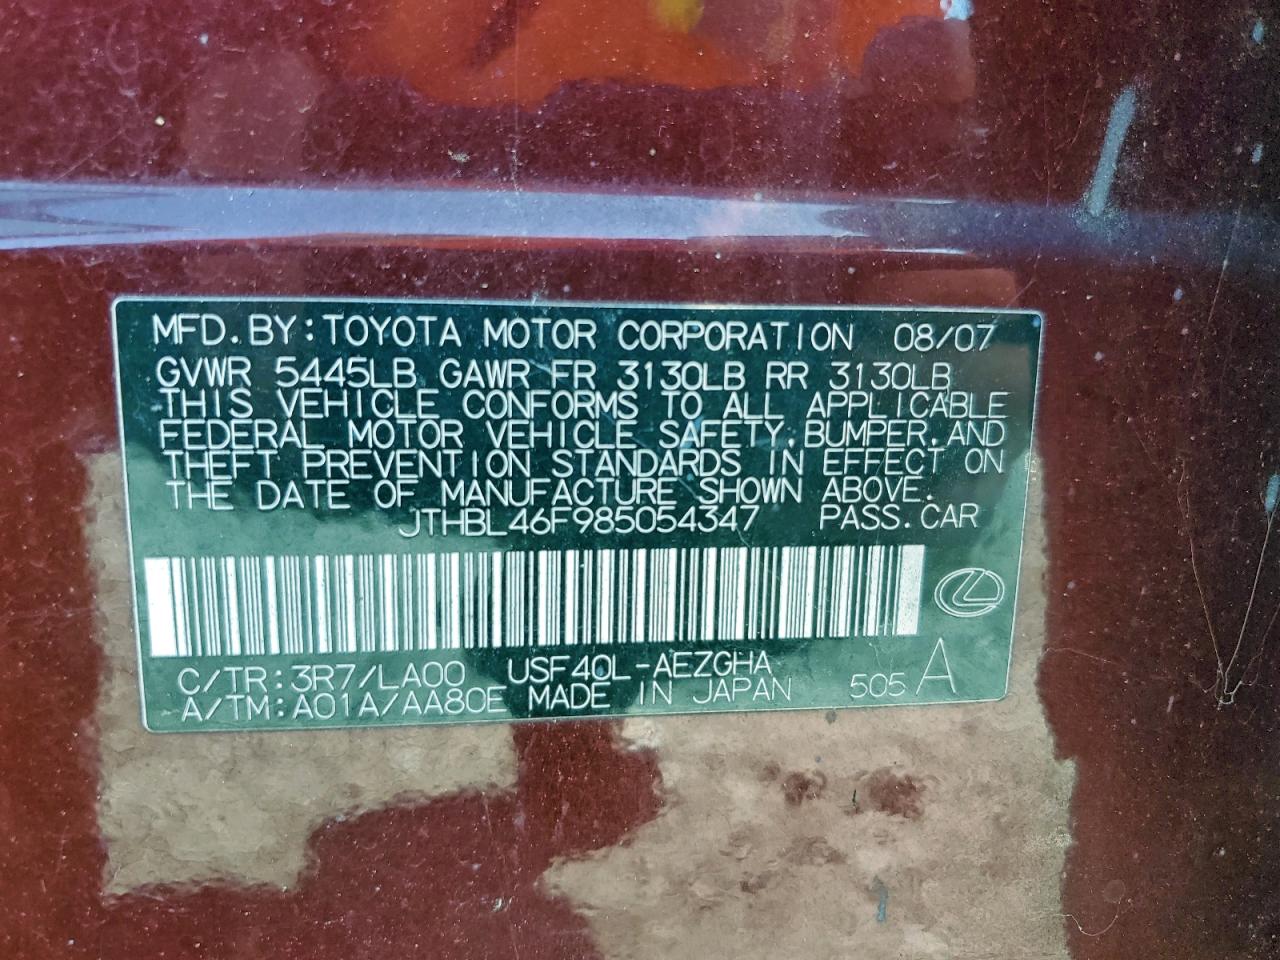 MFD.BY:TOYOTA MOTOR CORPORATION 08/07
GVWR 5445LB GAWR FR 3130LB RR 3130LB
THIS VEHICLE CONFORMS TO ALL APPLICABLE
FEDERAL MOTOR VEHICLE SAFETY,BUMPER,AND
THEFT PREVENTION STANDARDS IN EFFECT ON
THE DATE OF MANUFACTURE SHOWN ABOVE.
JTHBL46F985054347 PASS.CAR
C/TR:3R7/LA00 USF40L-AEZGHA
A/TM:A01A/AA80E MADE IN JAPAN 505 A